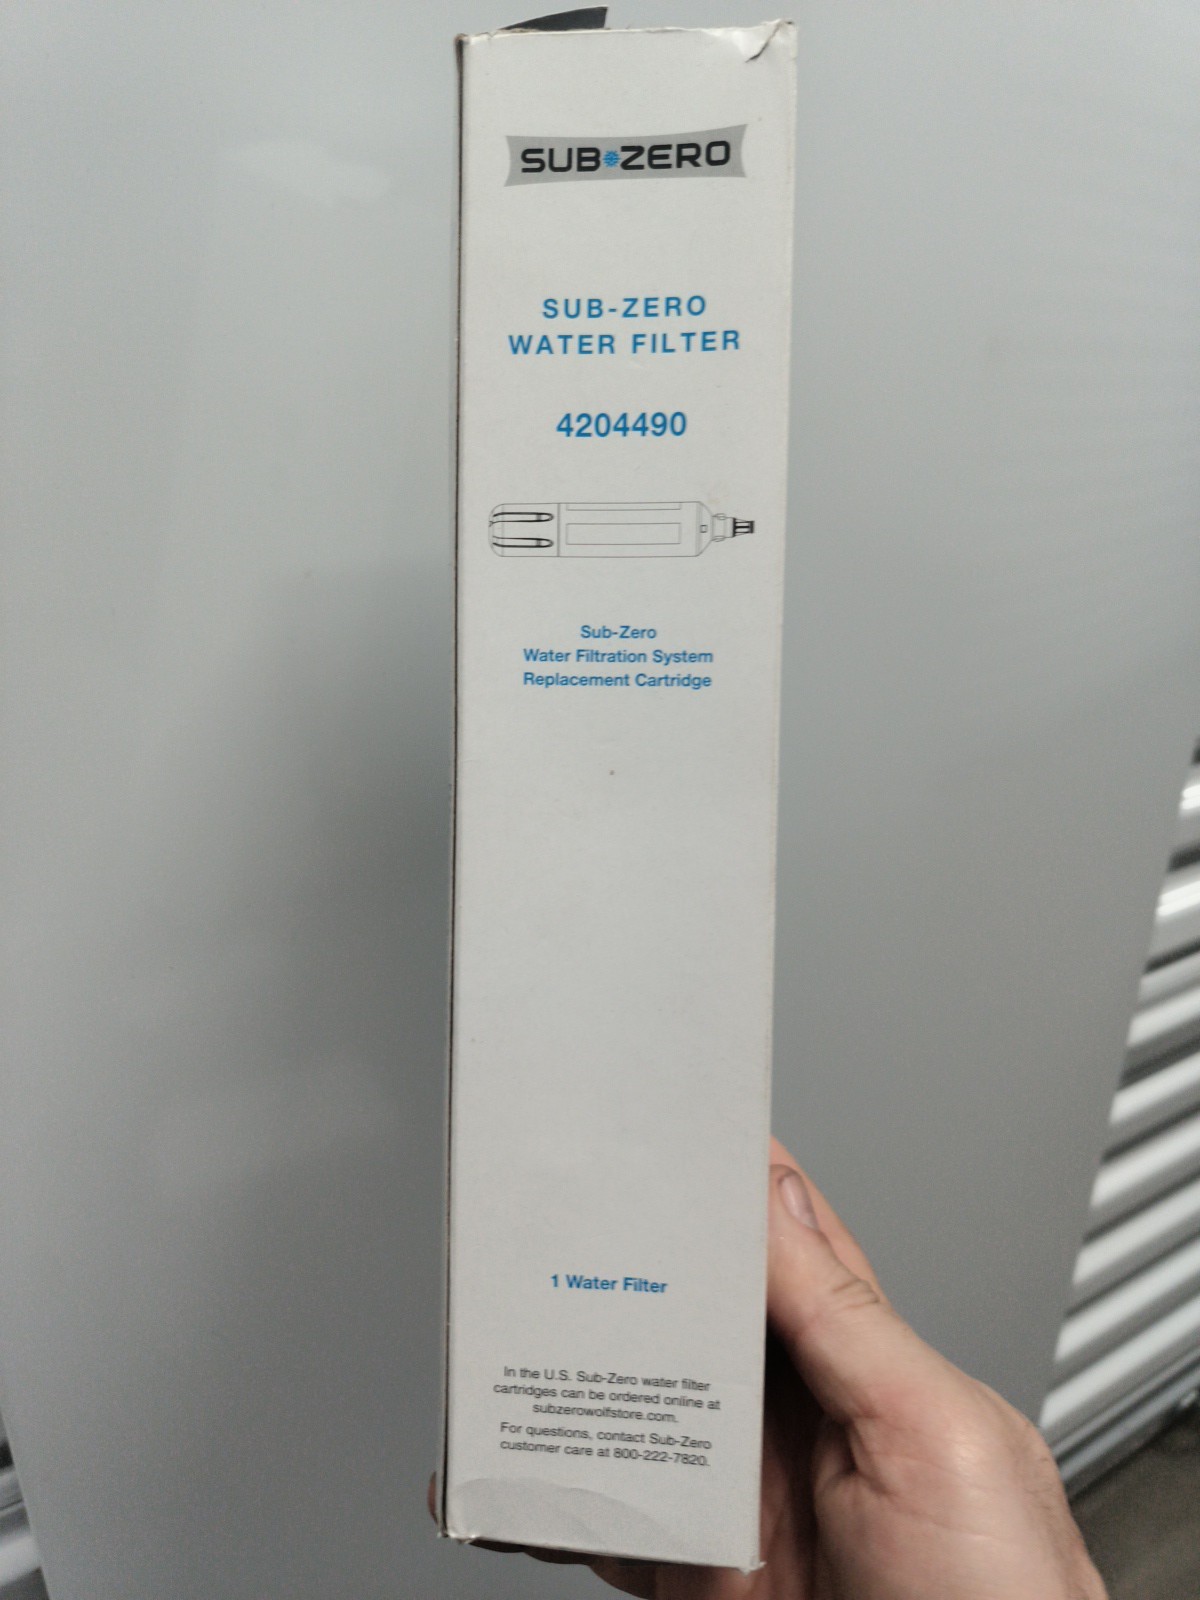 SUB ZERO
SUB-ZERO
WATER FILTER
4204490
Sub-Zero
Water Filtration System
Replacement Cartridge
1 Water Filter
In the U.S. Sub-Zero water filter
cartridges can be ordered online at
subzerowolfstore.com.
For questions, contact Sub-Zero
customer care at 800-222-7820.